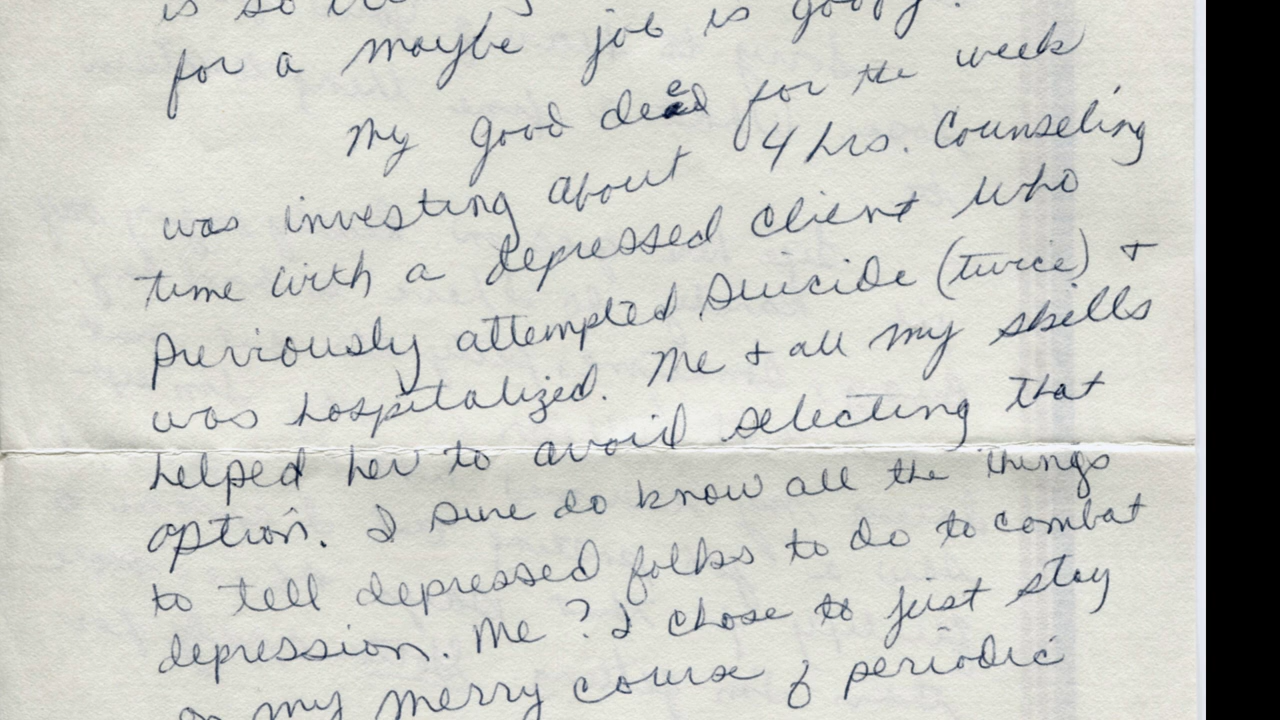 is so
for a maybe job is goofy.
My good deed for the week
was investing about 4 hrs. Counseling
time with a depressed client who
previously attempted suicide (twice) +
was hospitalized. Me + all my skills
helped her to avoid selecting that
option. I sure do know all the things
to tell depressed folks to do to combat
depression. Me? I chose to just stay
on my merry course of periodic